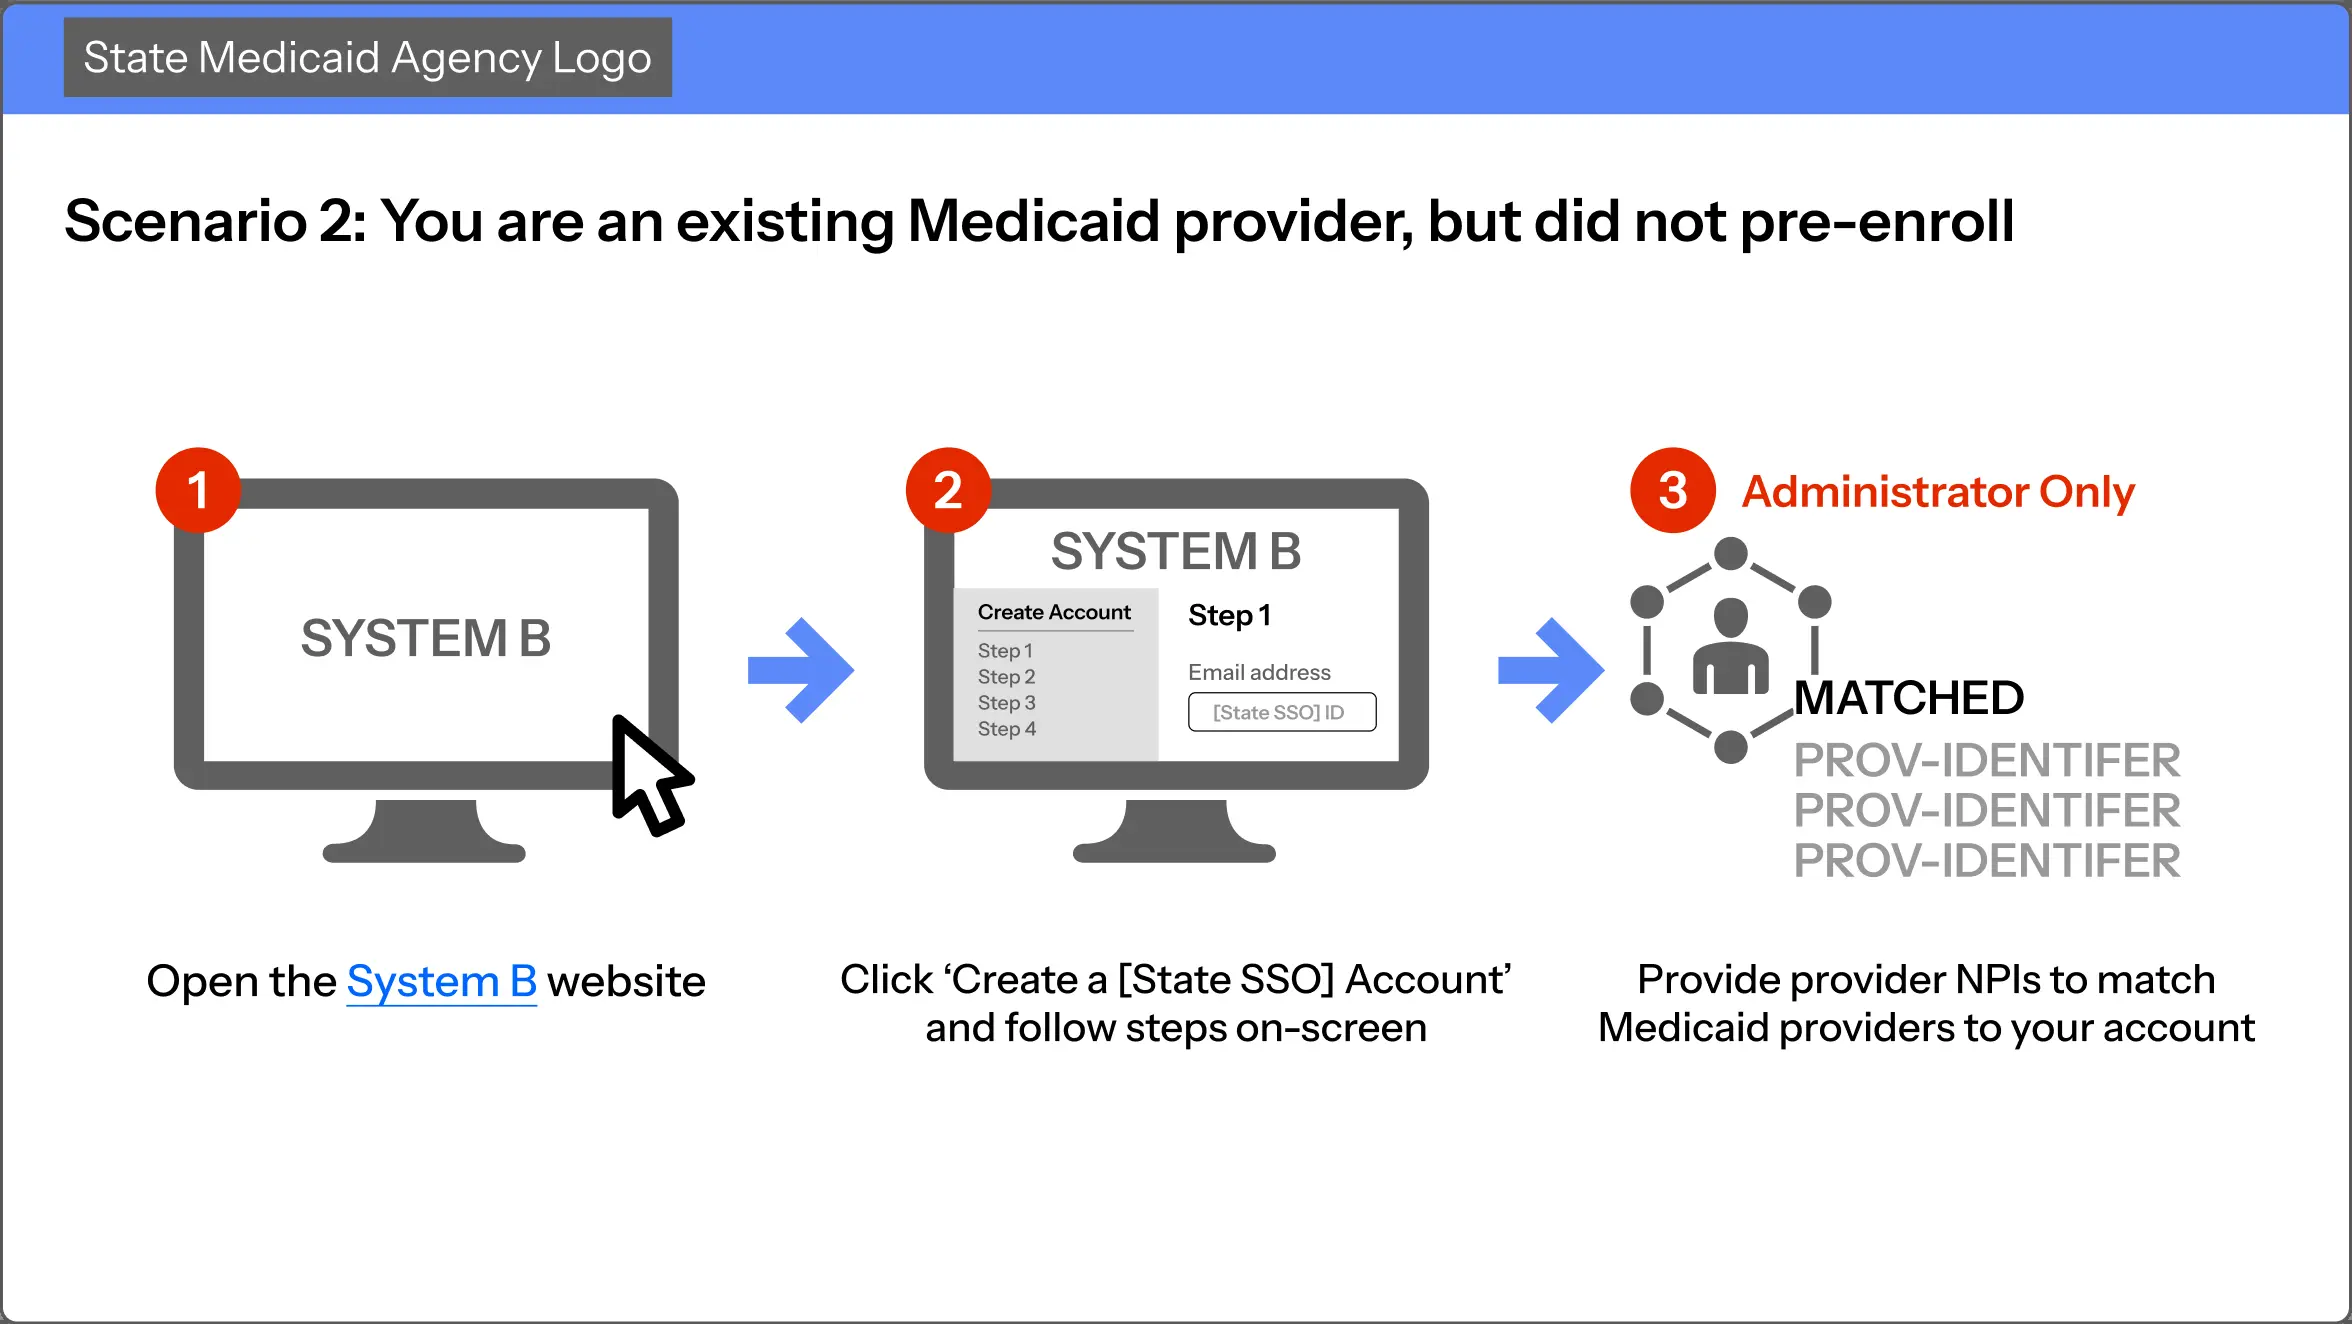 State Medicaid Agency Logo
Scenario 2: You are an existing Medicaid provider, but did not pre-enroll
1
SYSTEM B
Open the System B website
2
SYSTEM B
Create Account
Step 1
Step 2
Step 3
Step 4
Step 1
Email address
[State SSO] ID
Click ‘Create a [State SSO] Account’
and follow steps on-screen
3
Administrator Only
MATCHED
PROV-IDENTIFER
PROV-IDENTIFER
PROV-IDENTIFER
Provide provider NPIs to match
Medicaid providers to your account